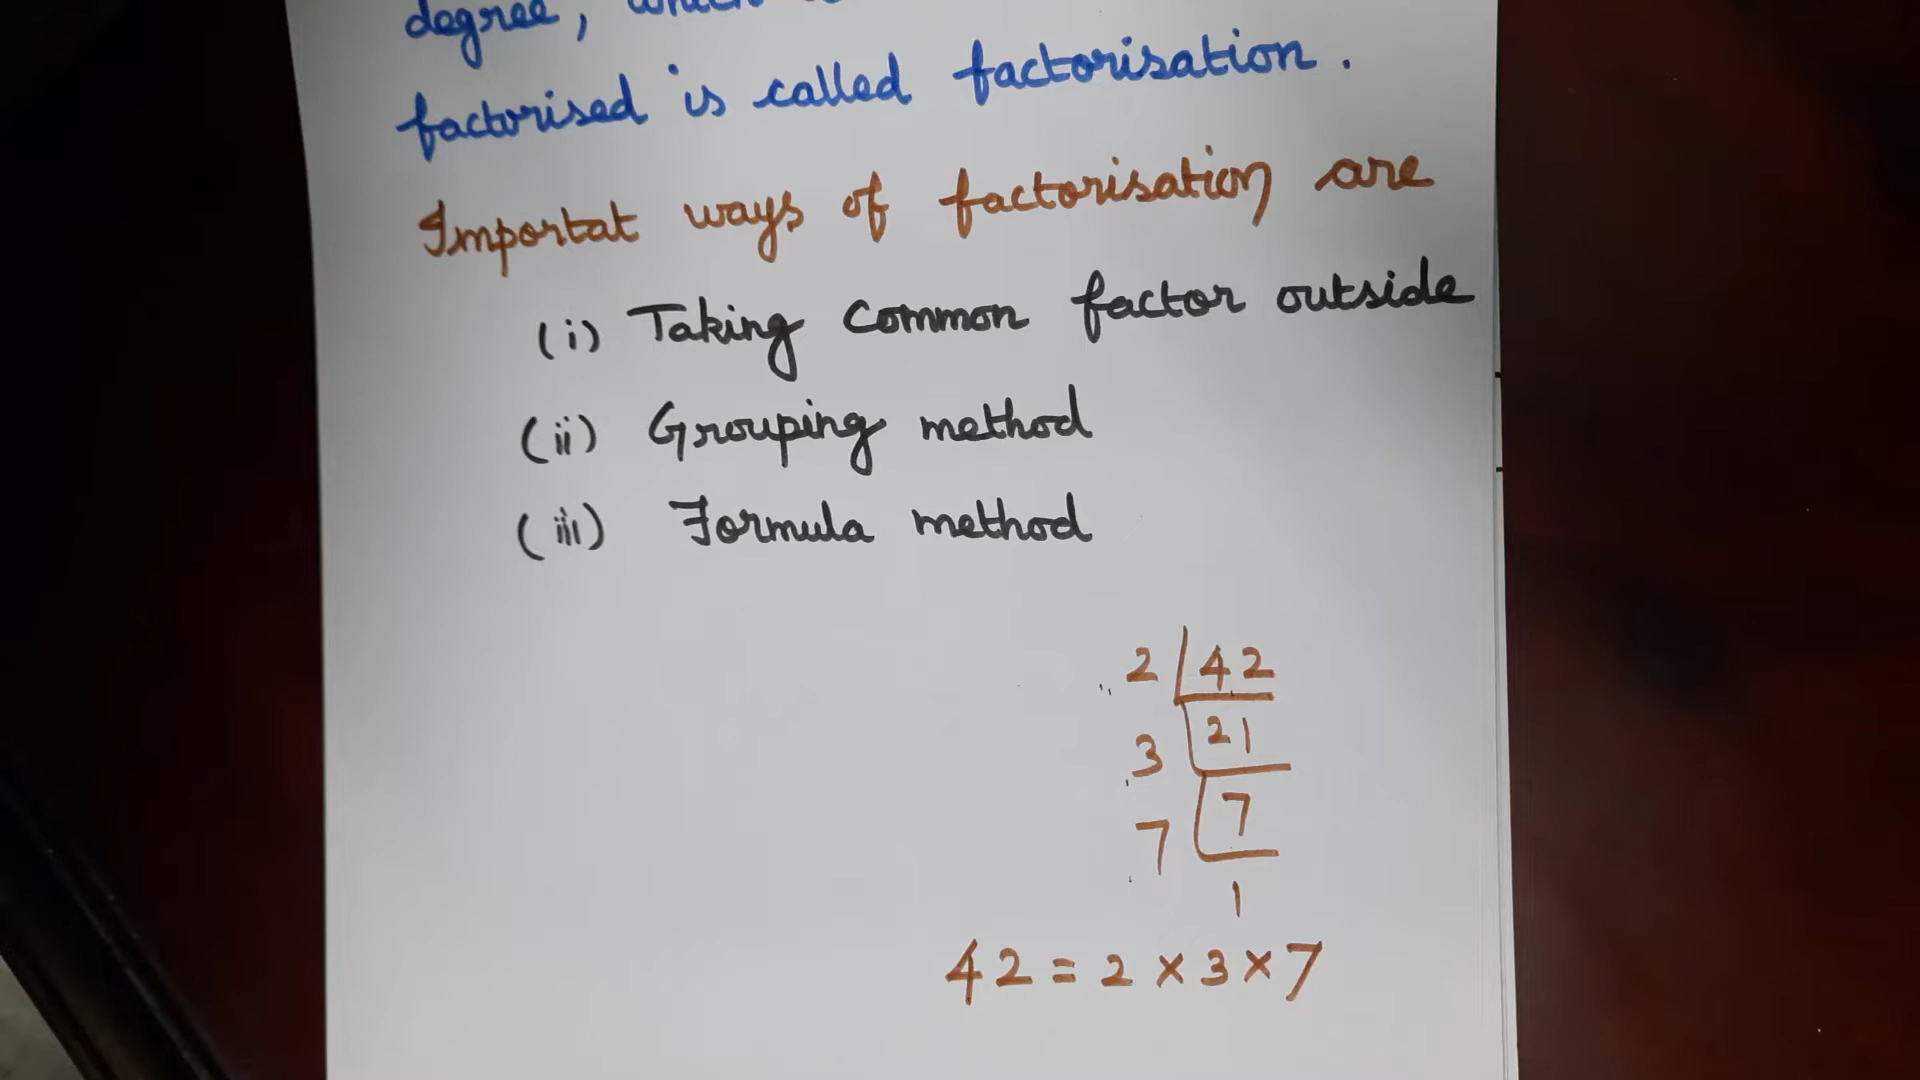 degree, which
factorised is called factorisation.
Importat ways of factorisation are
(i) Taking Common factor outside
(ii) Grouping method
(iii) Formula method
2 42
3 21
7 7
1
42 = 2 × 3 × 7